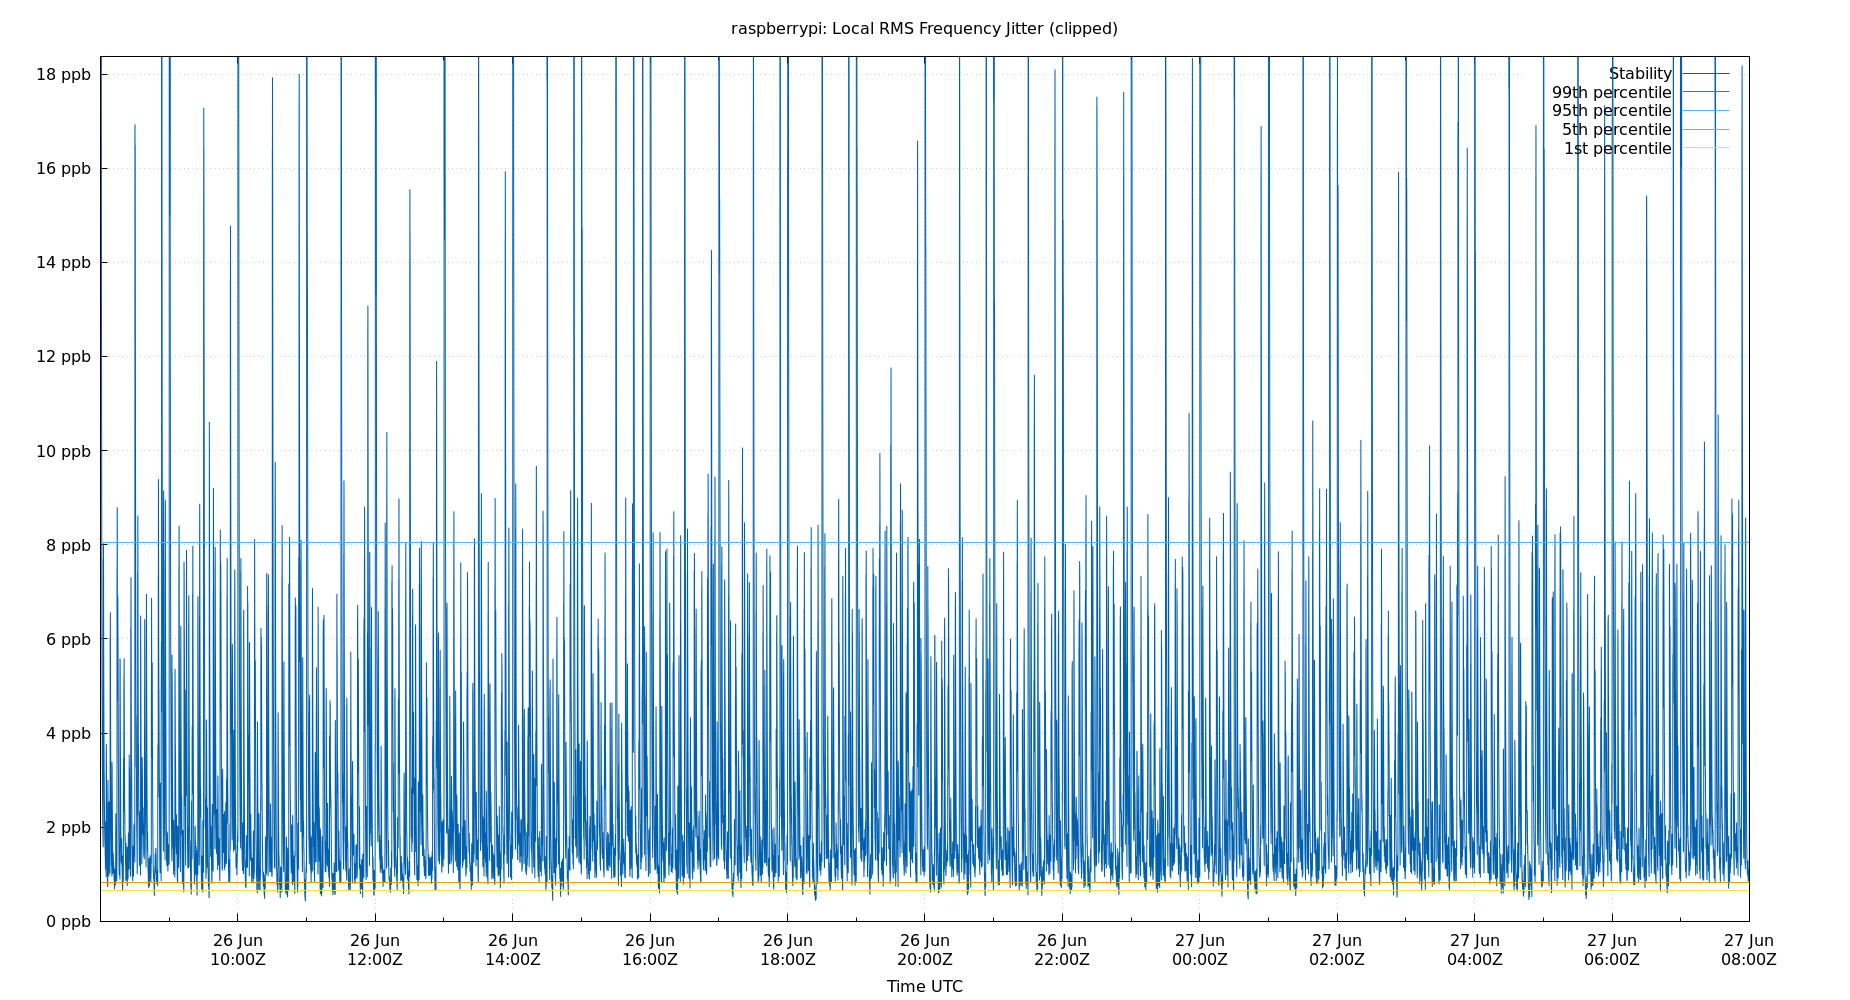 raspberrypi: Local RMS Frequency Jitter (clipped)
18 ppb
16 ppb
14 ppb
12 ppb
10 ppb
8 ppb
6 ppb
4 ppb
2 ppb
0 ppb
Stability
99th percentile
95th percentile
5th percentile
1st percentile
26 Jun 26 Jun 26 Jun 26 Jun 26 Jun 26 Jun 26 Jun 27 Jun 27 Jun 27 Jun 27 Jun 27 Jun
10:00Z 12:00Z 14:00Z 16:00Z 18:00Z 20:00Z 22:00Z 00:00Z 02:00Z 04:00Z 06:00Z 08:00Z
Time UTC